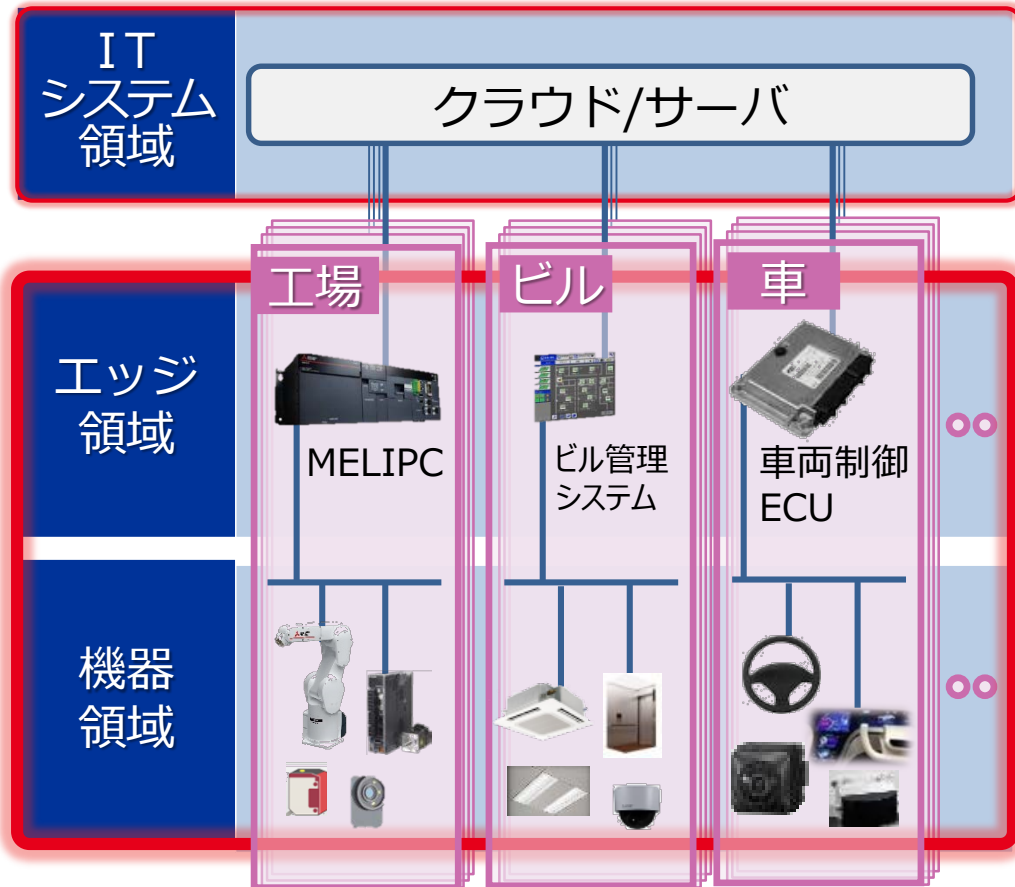 IT
システム
領域
クラウド/サーバ
工場
ビル
車
エッジ
領域
MELIPC
ビル管理
システム
車両制御
ECU
機器
領域